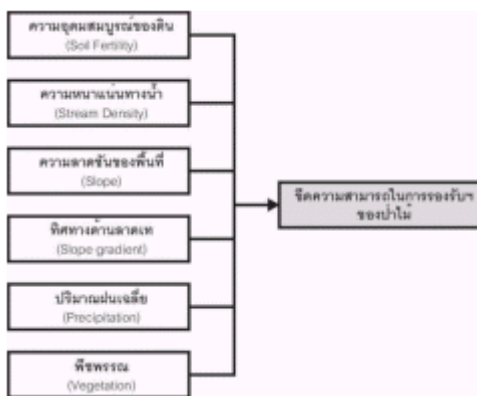 ความอุดมสมบูรณ์ของดิน
(Soil Fertility)
ความหนาแน่นทางน้ำ
(Stream Density)
ความลาดชันของพื้นที่
(Slope)
ทิศทางด้านลาดเท
(Slope gradient)
ปริมาณฝนเฉลี่ย
(Precipitation)
พืชพรรณ
(Vegetation)
ขีดความสามารถในการรองรับฯ
ของป่าไม้